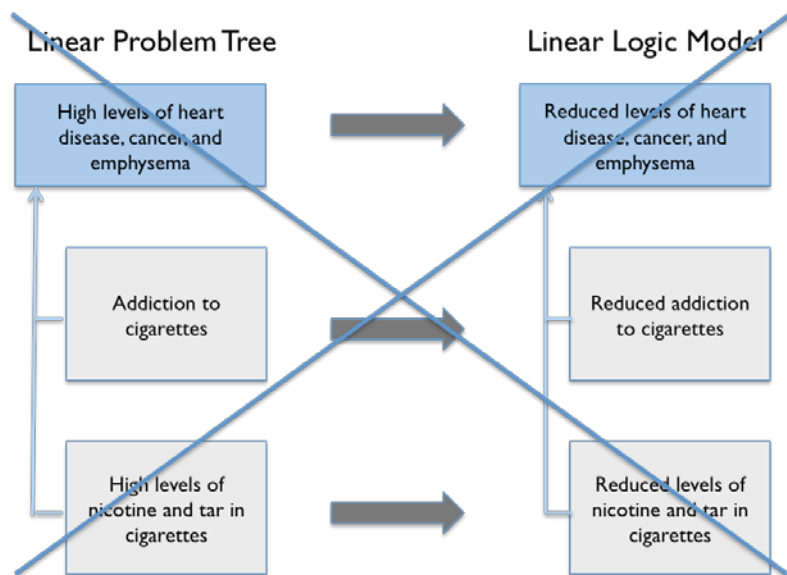 Linear Problem Tree
Linear Logic Model
High levels of heart
disease, cancer, and
emphysema
Reduced levels of heart
disease, cancer, and
emphysema
Addiction to
cigarettes
Reduced addiction
to cigarettes
High levels of
nicotine and tar in
cigarettes
Reduced levels of
nicotine and tar in
cigarettes